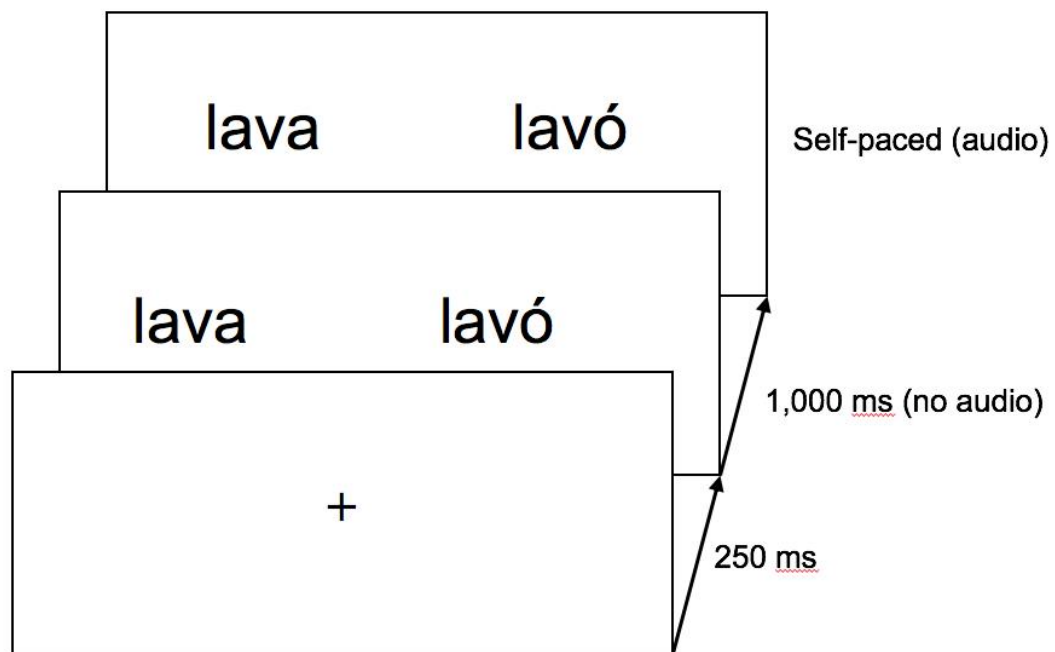 lava lavó
Self-paced (audio)
lava lavó
1,000 ms (no audio)
+
250 ms